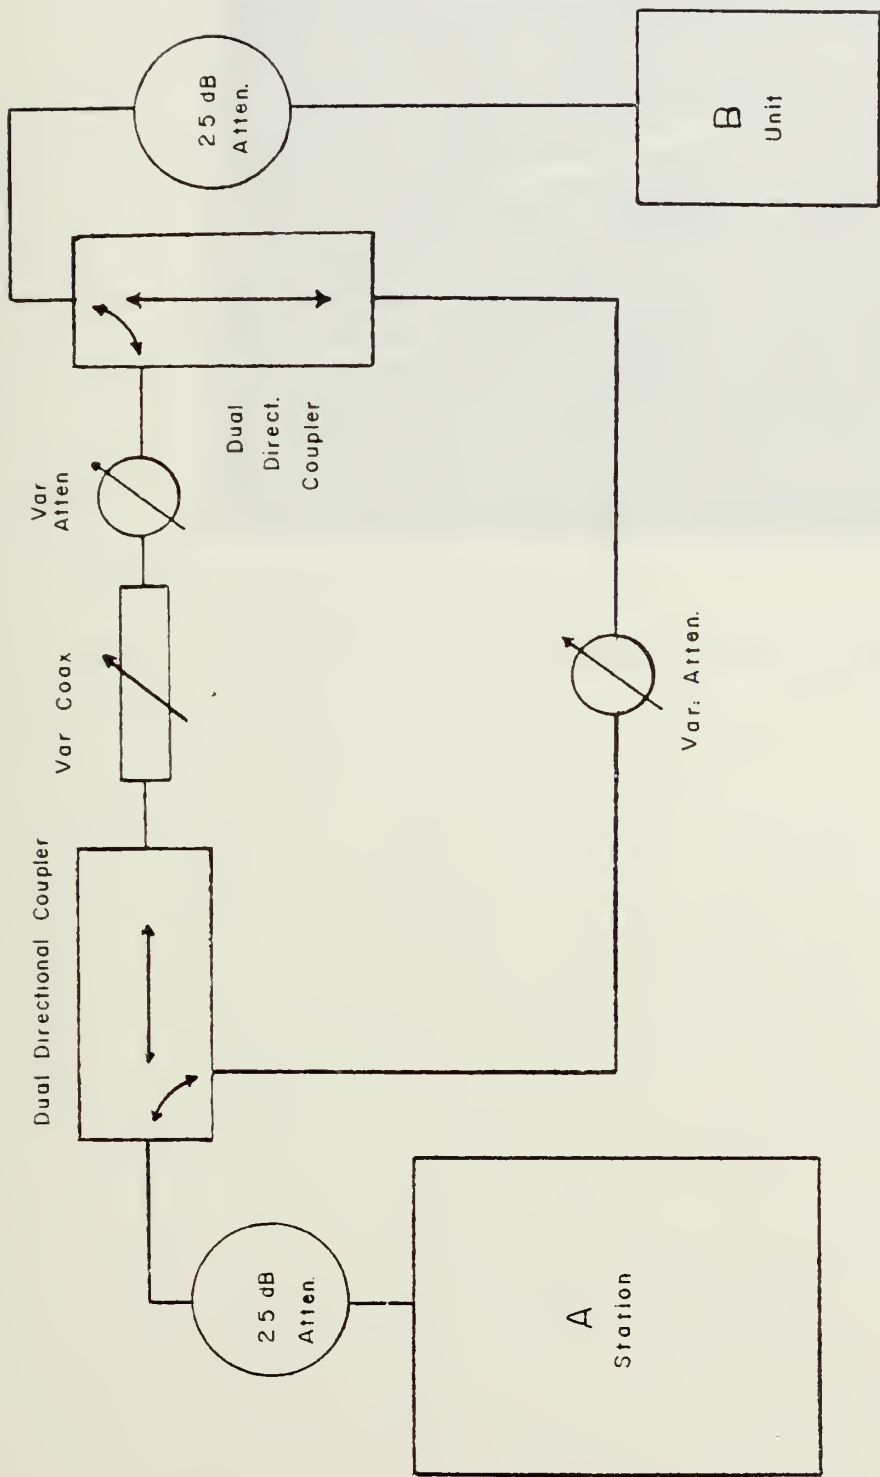 Dual Directional Coupler
Var Coax
Var
Atten
Dual
Direct.
Coupler
25 dB
Atten.
25 dB
Atten.
Var. Atten.
A
Station
B
Unit